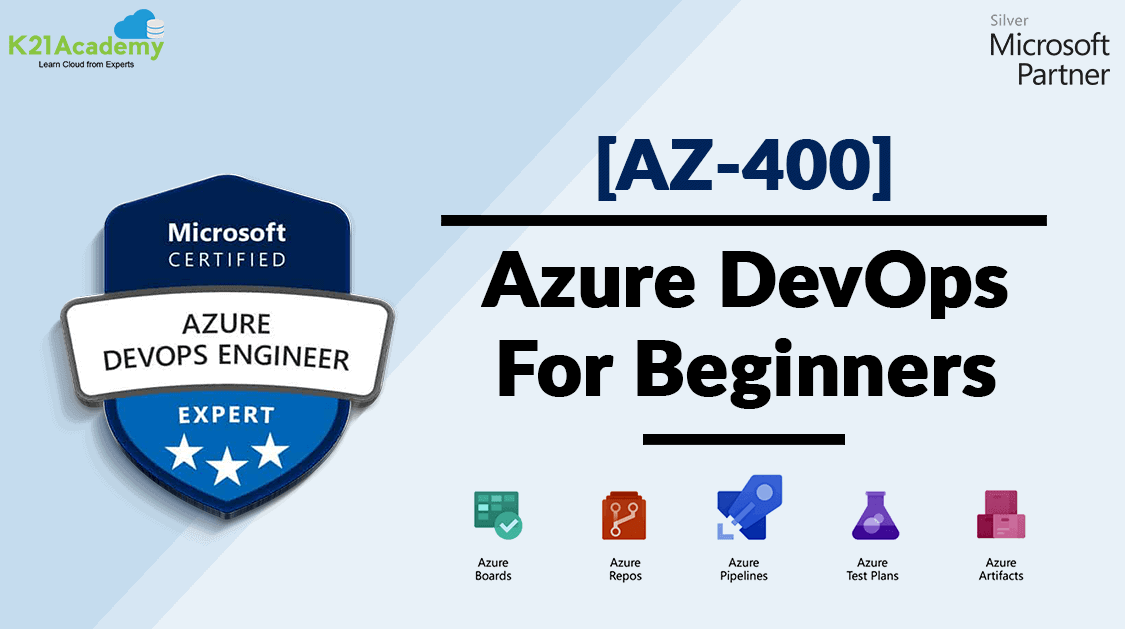 K21Academy
Learn Cloud from Experts
Silver
Microsoft
Partner
[AZ-400]
Azure DevOps
For Beginners
Microsoft
CERTIFIED
AZURE
DEVOPS ENGINEER
EXPERT
Azure
Boards
Azure
Repos
Azure
Pipelines
Azure
Test Plans
Azure
Artifacts